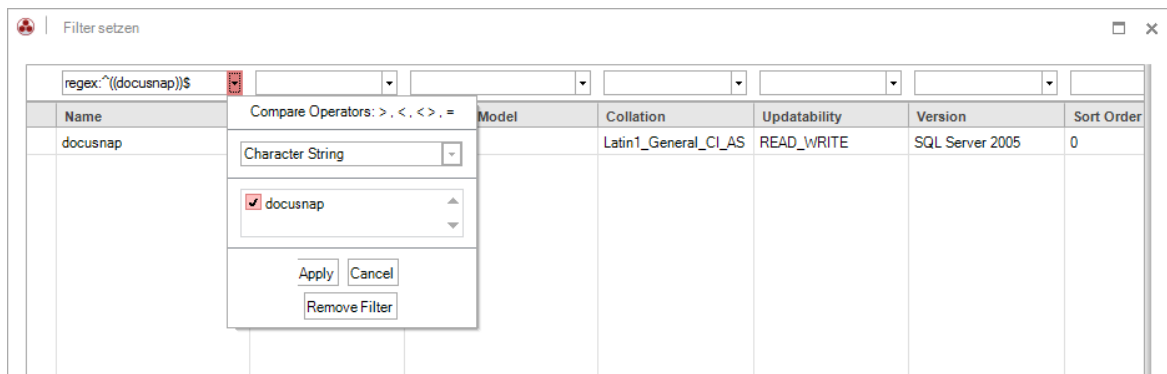 Filter setzen
regex:^((docusnap))$
Compare Operators: > , < , < > , =
Name Model Collation Updatability Version Sort Order
docusnap Latin1_General_CI_AS READ_WRITE SQL Server 2005 0
Character String
docusnap
Apply Cancel
Remove Filter